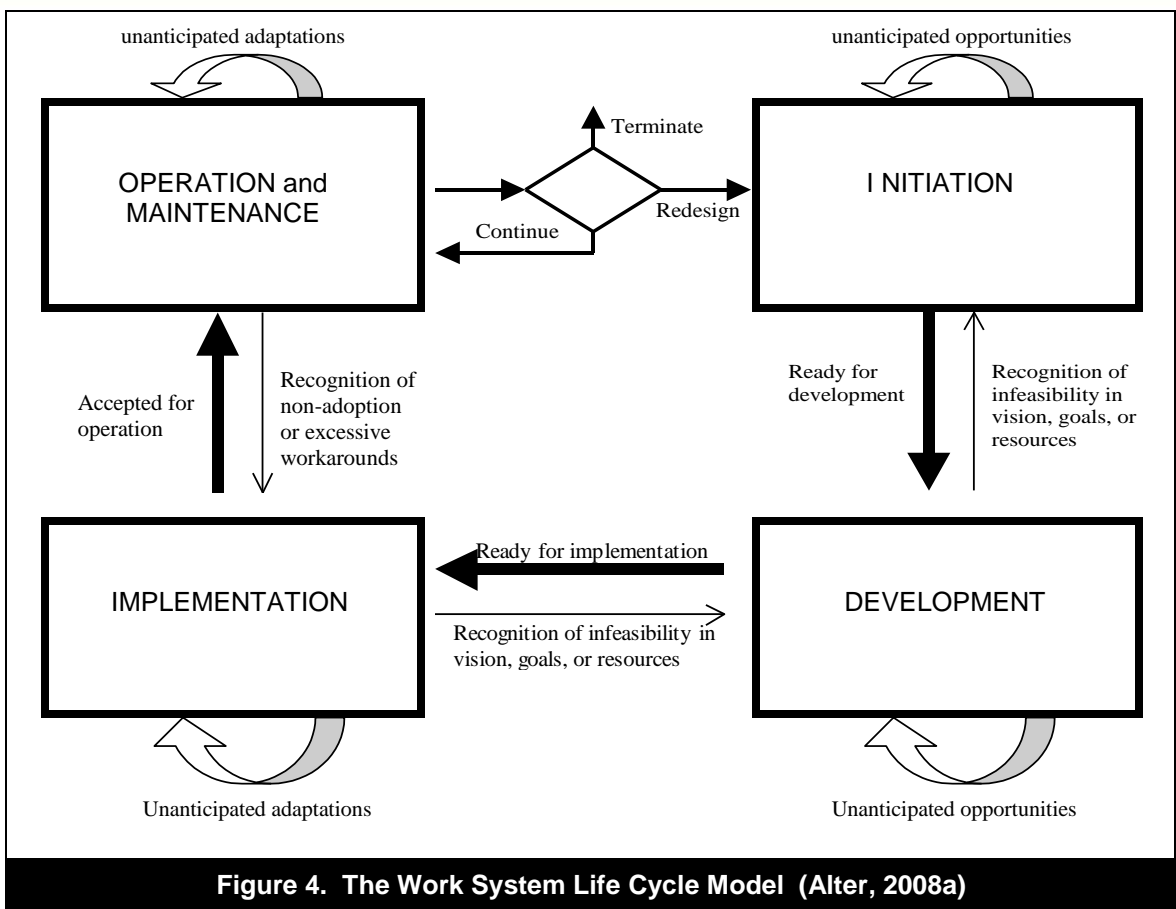 unanticipated adaptations
unanticipated opportunities
Terminate
OPERATION and
MAINTENANCE
I NITIATION
Redesign
Continue
Accepted for
operation
Recognition of
non-adoption
or excessive
workarounds
Ready for
development
Recognition of
infeasibility in
vision, goals, or
resources
Ready for implementation
IMPLEMENTATION
DEVELOPMENT
Recognition of infeasibility in
vision, goals, or resources
Unanticipated adaptations
Unanticipated opportunities
Figure 4. The Work System Life Cycle Model (Alter, 2008a)